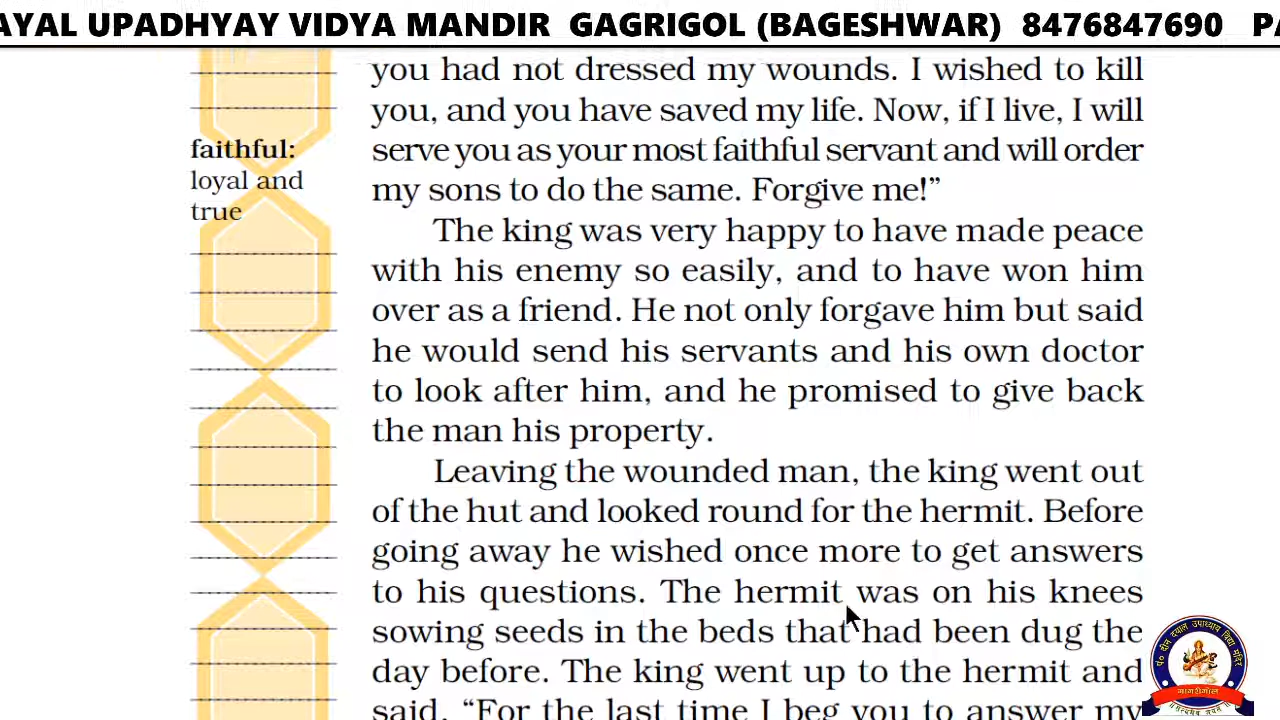 AYAL UPADHYAY VIDYA MANDIR GAGRIGOL (BAGESHWAR) 8476847690 PA
you had not dressed my wounds. I wished to kill
you, and you have saved my life. Now, if I live, I will
serve you as your most faithful servant and will order
my sons to do the same. Forgive me!”
faithful:
loyal and
true
The king was very happy to have made peace
with his enemy so easily, and to have won him
over as a friend. He not only forgave him but said
he would send his servants and his own doctor
to look after him, and he promised to give back
the man his property.
Leaving the wounded man, the king went out
of the hut and looked round for the hermit. Before
going away he wished once more to get answers
to his questions. The hermit was on his knees
sowing seeds in the beds that had been dug the
day before. The king went up to the hermit and
said, “For the last time I beg you to answer my
पं० दीन दयाल उपाध्याय विद्या मंदिर
गागरीगोल